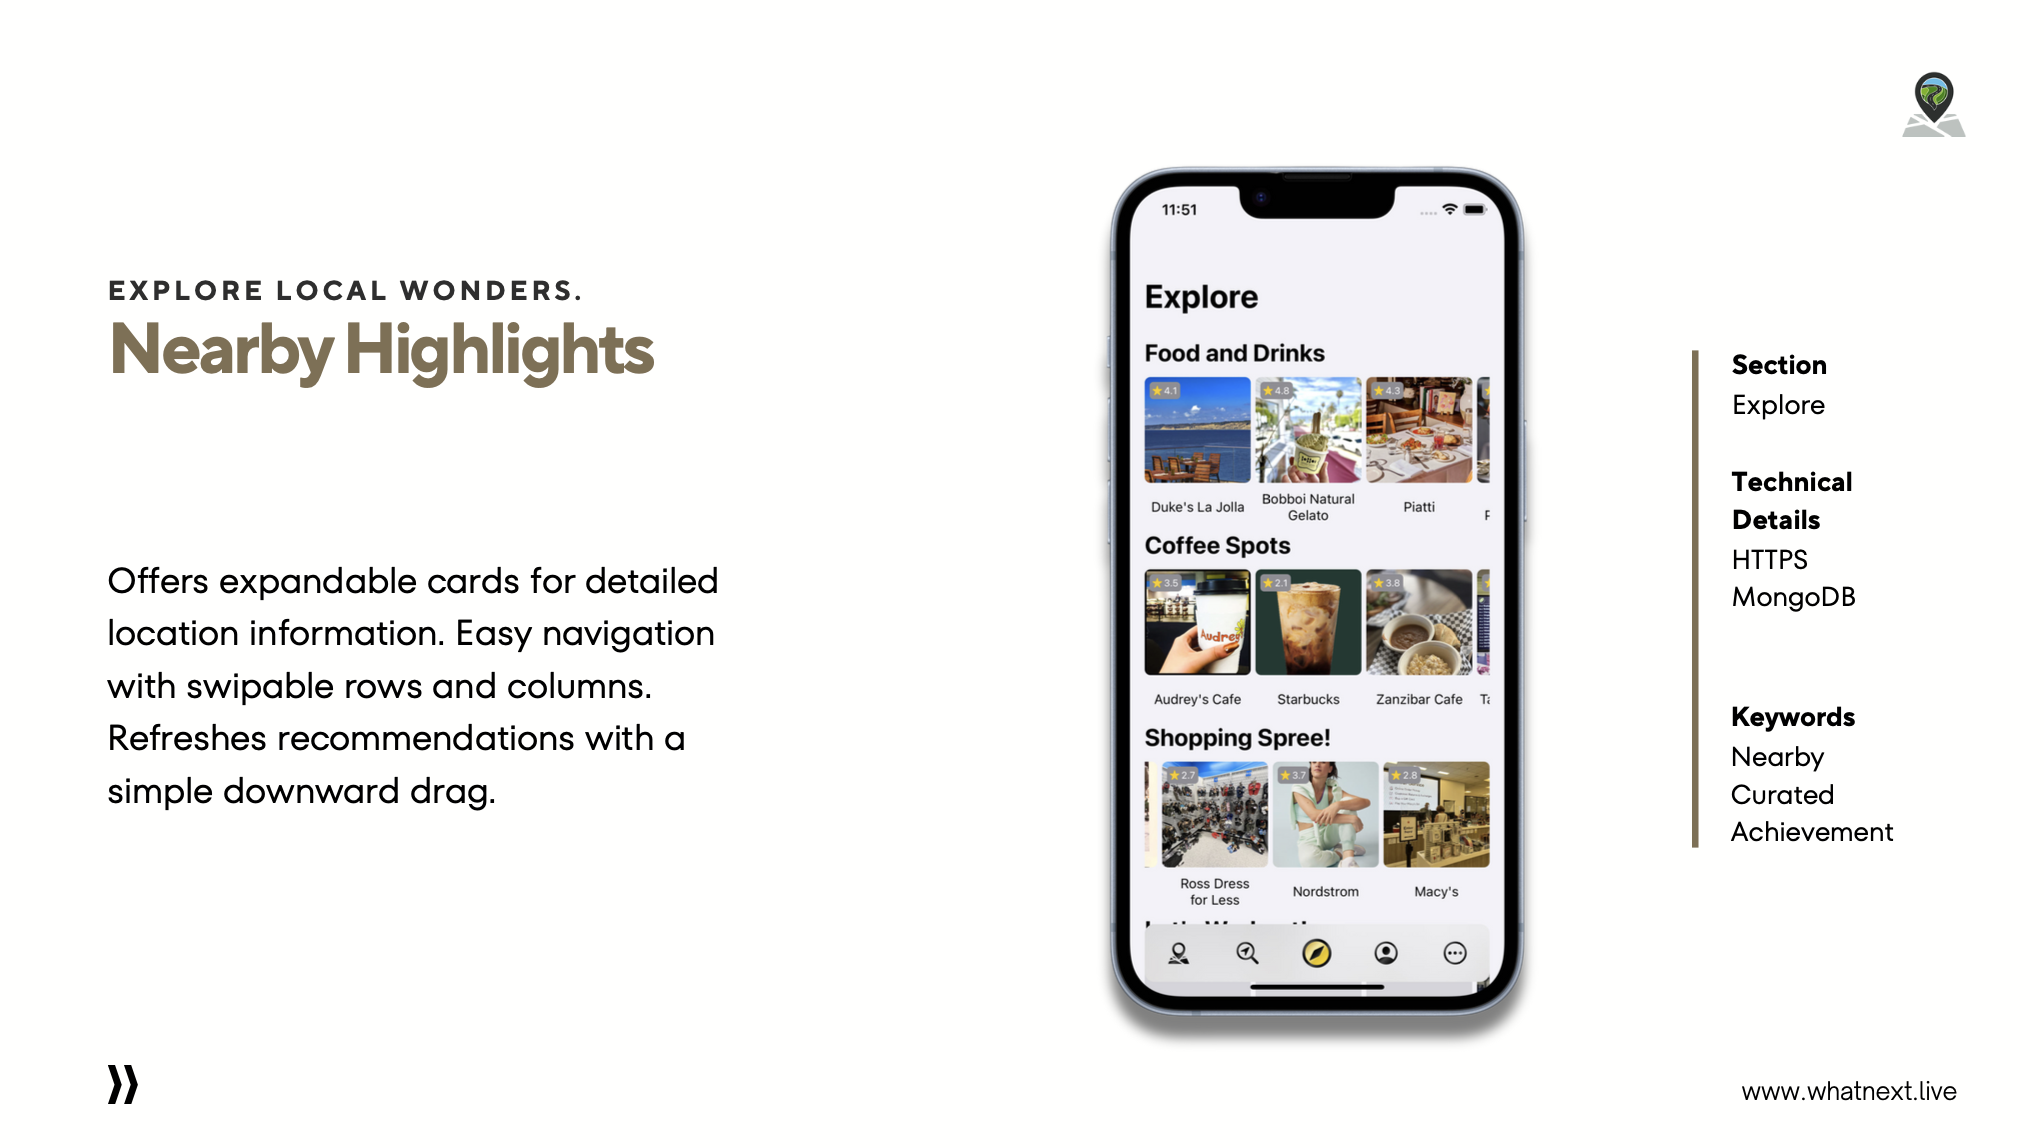 EXPLORE LOCAL WONDERS.
Nearby Highlights
Offers expandable cards for detailed
location information. Easy navigation
with swipable rows and columns.
Refreshes recommendations with a
simple downward drag.
11:51
Explore
Food and Drinks
4.1
4.8
4.3
Duke's La Jolla
Bobboi Natural
Gelato
Piatti
Coffee Spots
3.5
2.1
3.8
Audrey's Cafe
Starbucks
Zanzibar Cafe
Shopping Spree!
2.7
3.7
2.8
Ross Dress
for Less
Nordstrom
Macy's
Section
Explore
Technical
Details
HTTPS
MongoDB
Keywords
Nearby
Curated
Achievement
www.whatnext.live